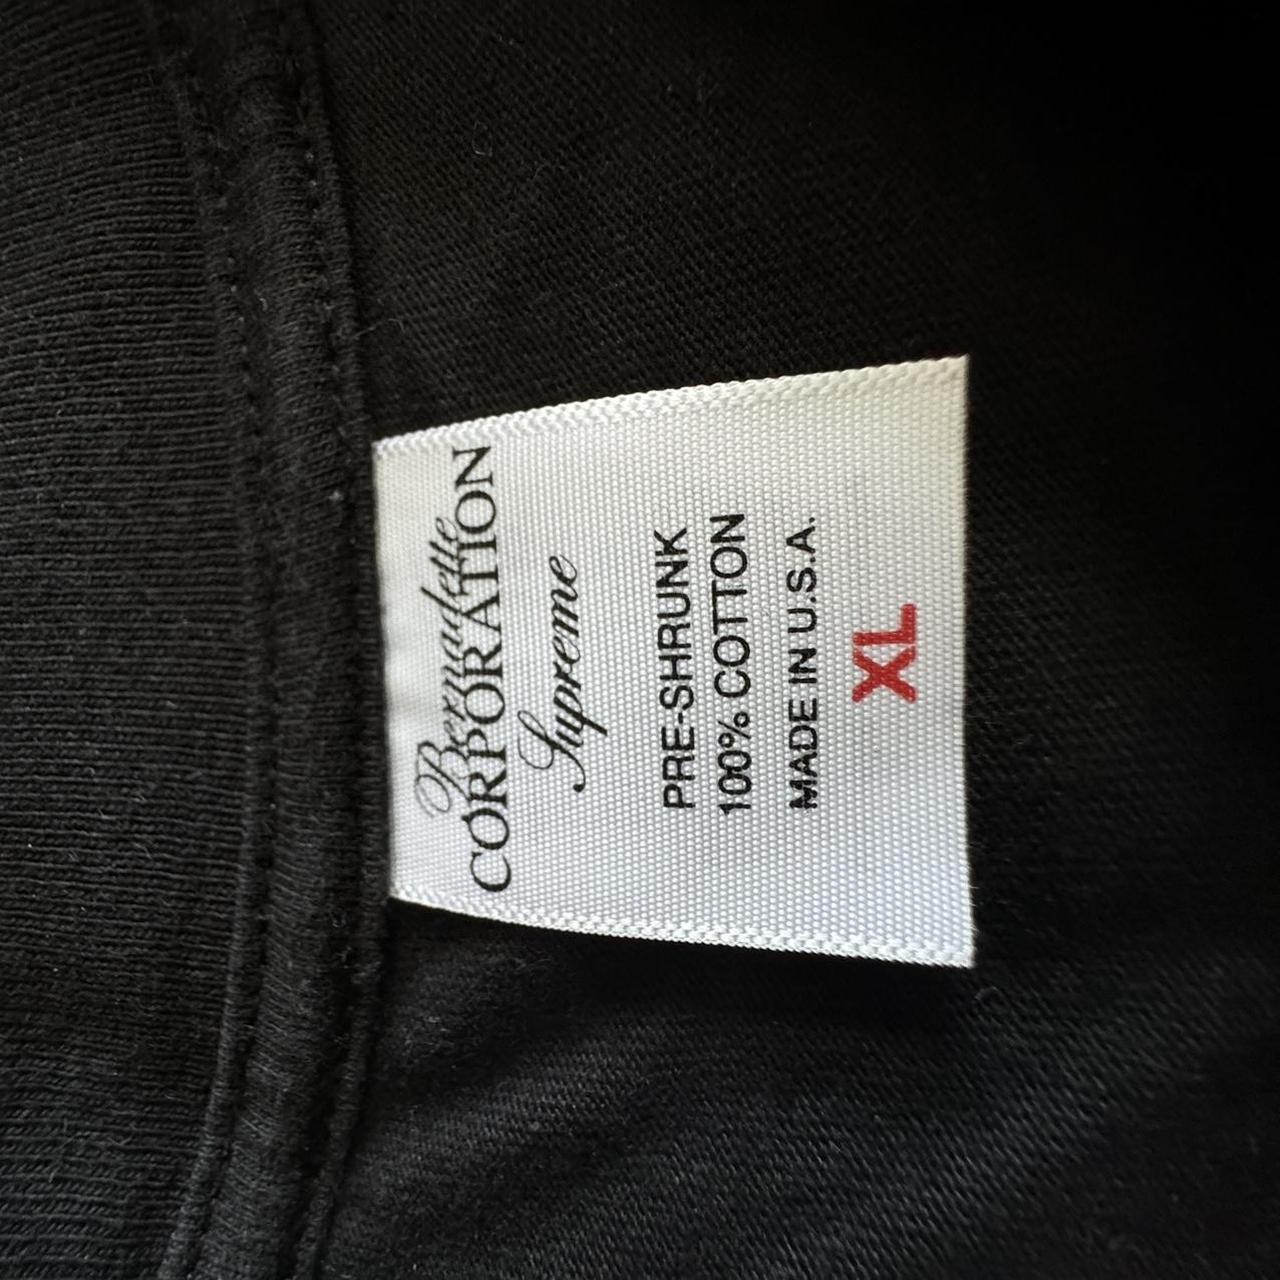 Bernadette
CORPORATION
Supreme
PRE-SHRUNK
100% COTTON
MADE IN U.S.A.
XL